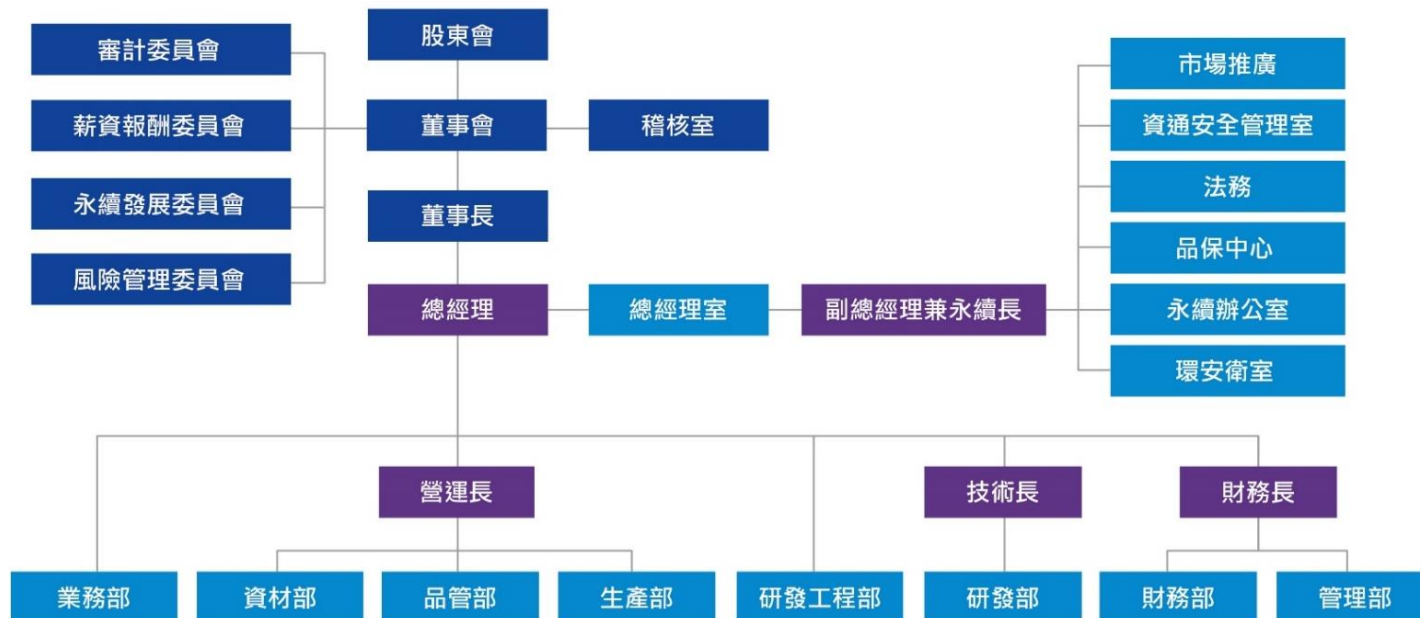 股東會
審計委員會
薪資報酬委員會
永續發展委員會
風險管理委員會
董事會
稽核室
董事長
總經理
總經理室
副總經理兼永續長
市場推廣
資通安全管理室
法務
品保中心
永續辦公室
環安衛室
營運長
技術長
財務長
業務部
資材部
品管部
生產部
研發工程部
研發部
財務部
管理部